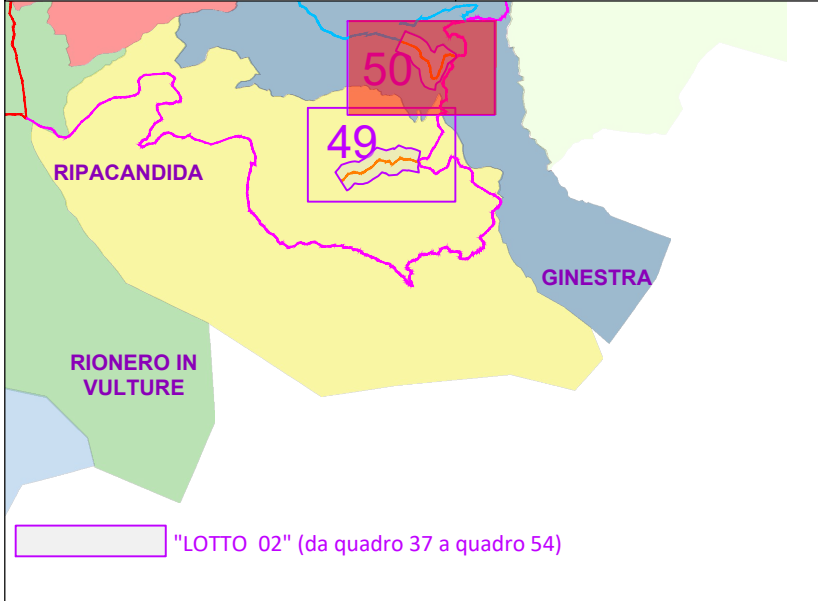 50
49
RIPACANDIDA
GINESTRA
RIONERO IN
VULTURE
"LOTTO 02" (da quadro 37 a quadro 54)